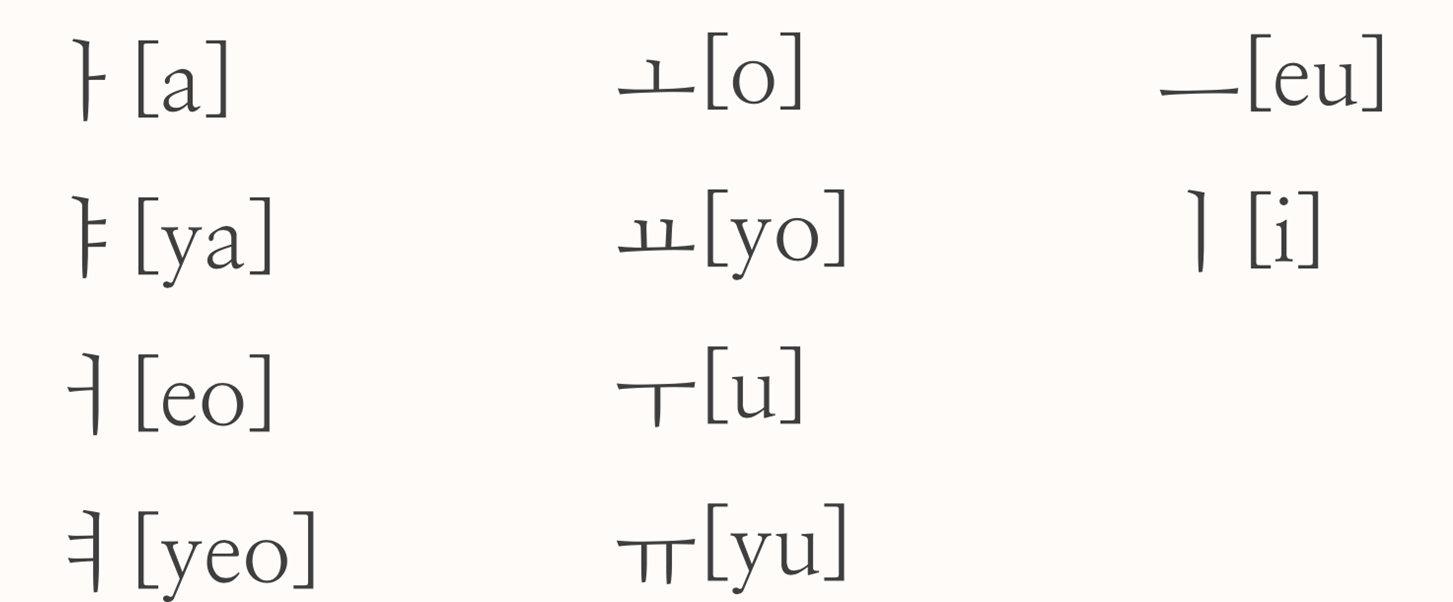 ㅏ [a] ㅗ[o] ㅡ[eu]
ㅑ [ya] ㅛ[yo] ㅣ [i]
ㅓ [eo] ㅜ[u]
ㅕ [yeo] ㅠ[yu]